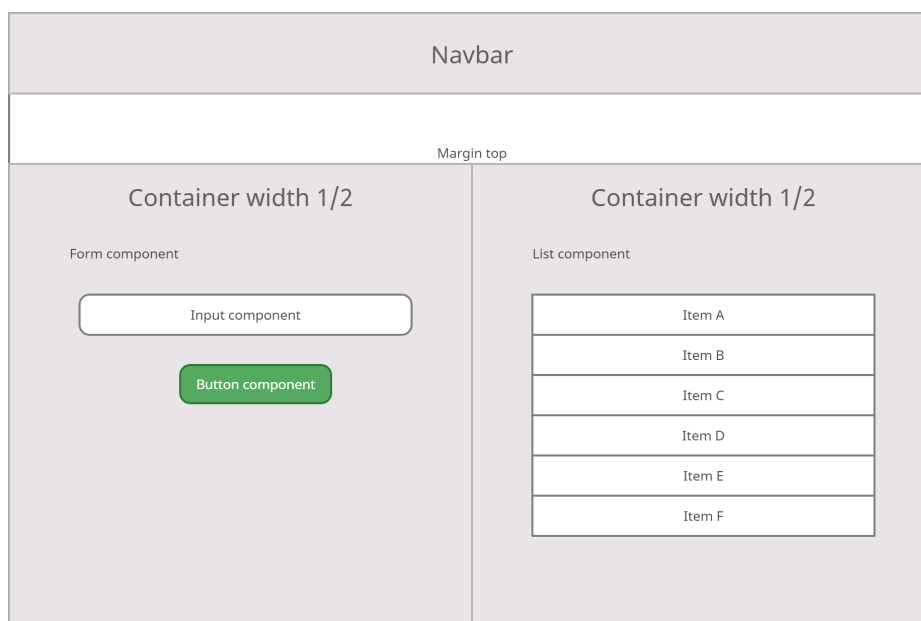 Navbar
Margin top
Container width 1/2
Form component
Input component
Button component
Container width 1/2
List component
Item A
Item B
Item C
Item D
Item E
Item F